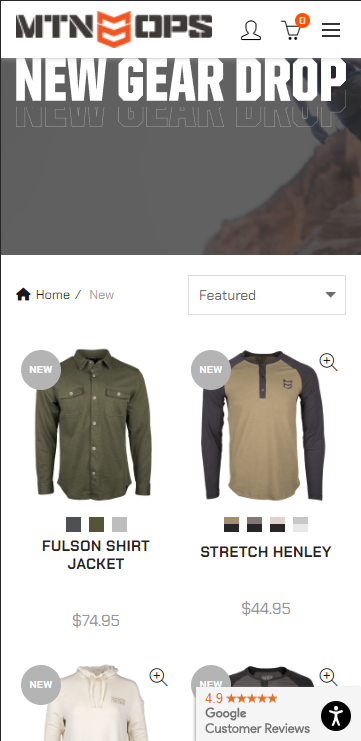 MTN OPS
0
NEW GEAR DROP
NEW GEAR DROP
Home / New
Featured
NEW
NEW
FULSON SHIRT
JACKET
STRETCH HENLEY
$74.95
$44.95
NEW
NEW
4.9 ★★★★★
Google
Customer Reviews